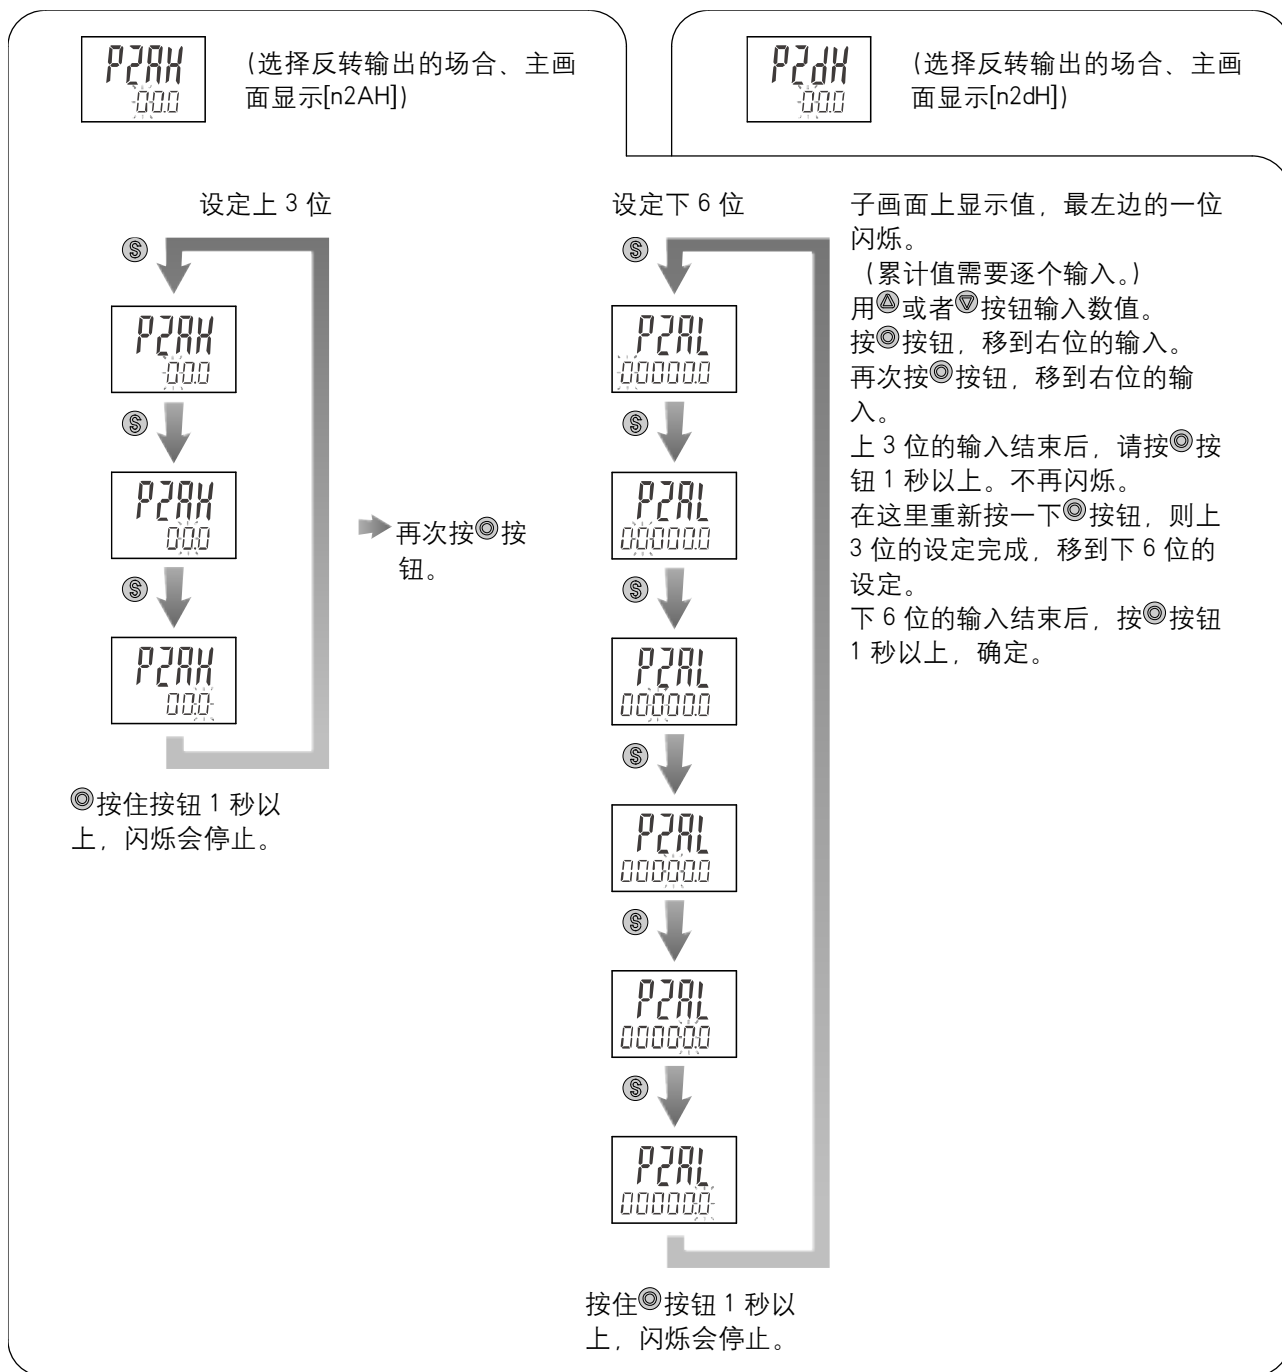 P2AH
00.0
(选择反转输出的场合、主画
面显示[n2AH])
P2dH
00.0
(选择反转输出的场合、主画
面显示[n2dH])
设定上 3 位
Ⓢ
P2AH
00.0
Ⓢ
P2AH
00.0
Ⓢ
P2AH
00.0
Ⓢ按住按钮 1 秒以
上，闪烁会停止。
再次按Ⓢ按
钮。
设定下 6 位
Ⓢ
P2AL
00000.0
Ⓢ
P2AL
00000.0
Ⓢ
P2AL
00000.0
Ⓢ
P2AL
00000.0
Ⓢ
P2AL
00000.0
Ⓢ
P2AL
00000.0
按住Ⓢ按钮 1 秒以
上，闪烁会停止。
子画面上显示值，最左边的一位
闪烁。
（累计值需要逐个输入。）
用△或者▽按钮输入数值。
按Ⓢ按钮，移到右位的输入。
再次按Ⓢ按钮，移到右位的输
入。
上 3 位的输入结束后，请按Ⓢ按
钮 1 秒以上。不再闪烁。
在这里重新按一下Ⓢ按钮，则上
3 位的设定完成，移到下 6 位的
设定。
下 6 位的输入结束后，按Ⓢ按钮
1 秒以上，确定。